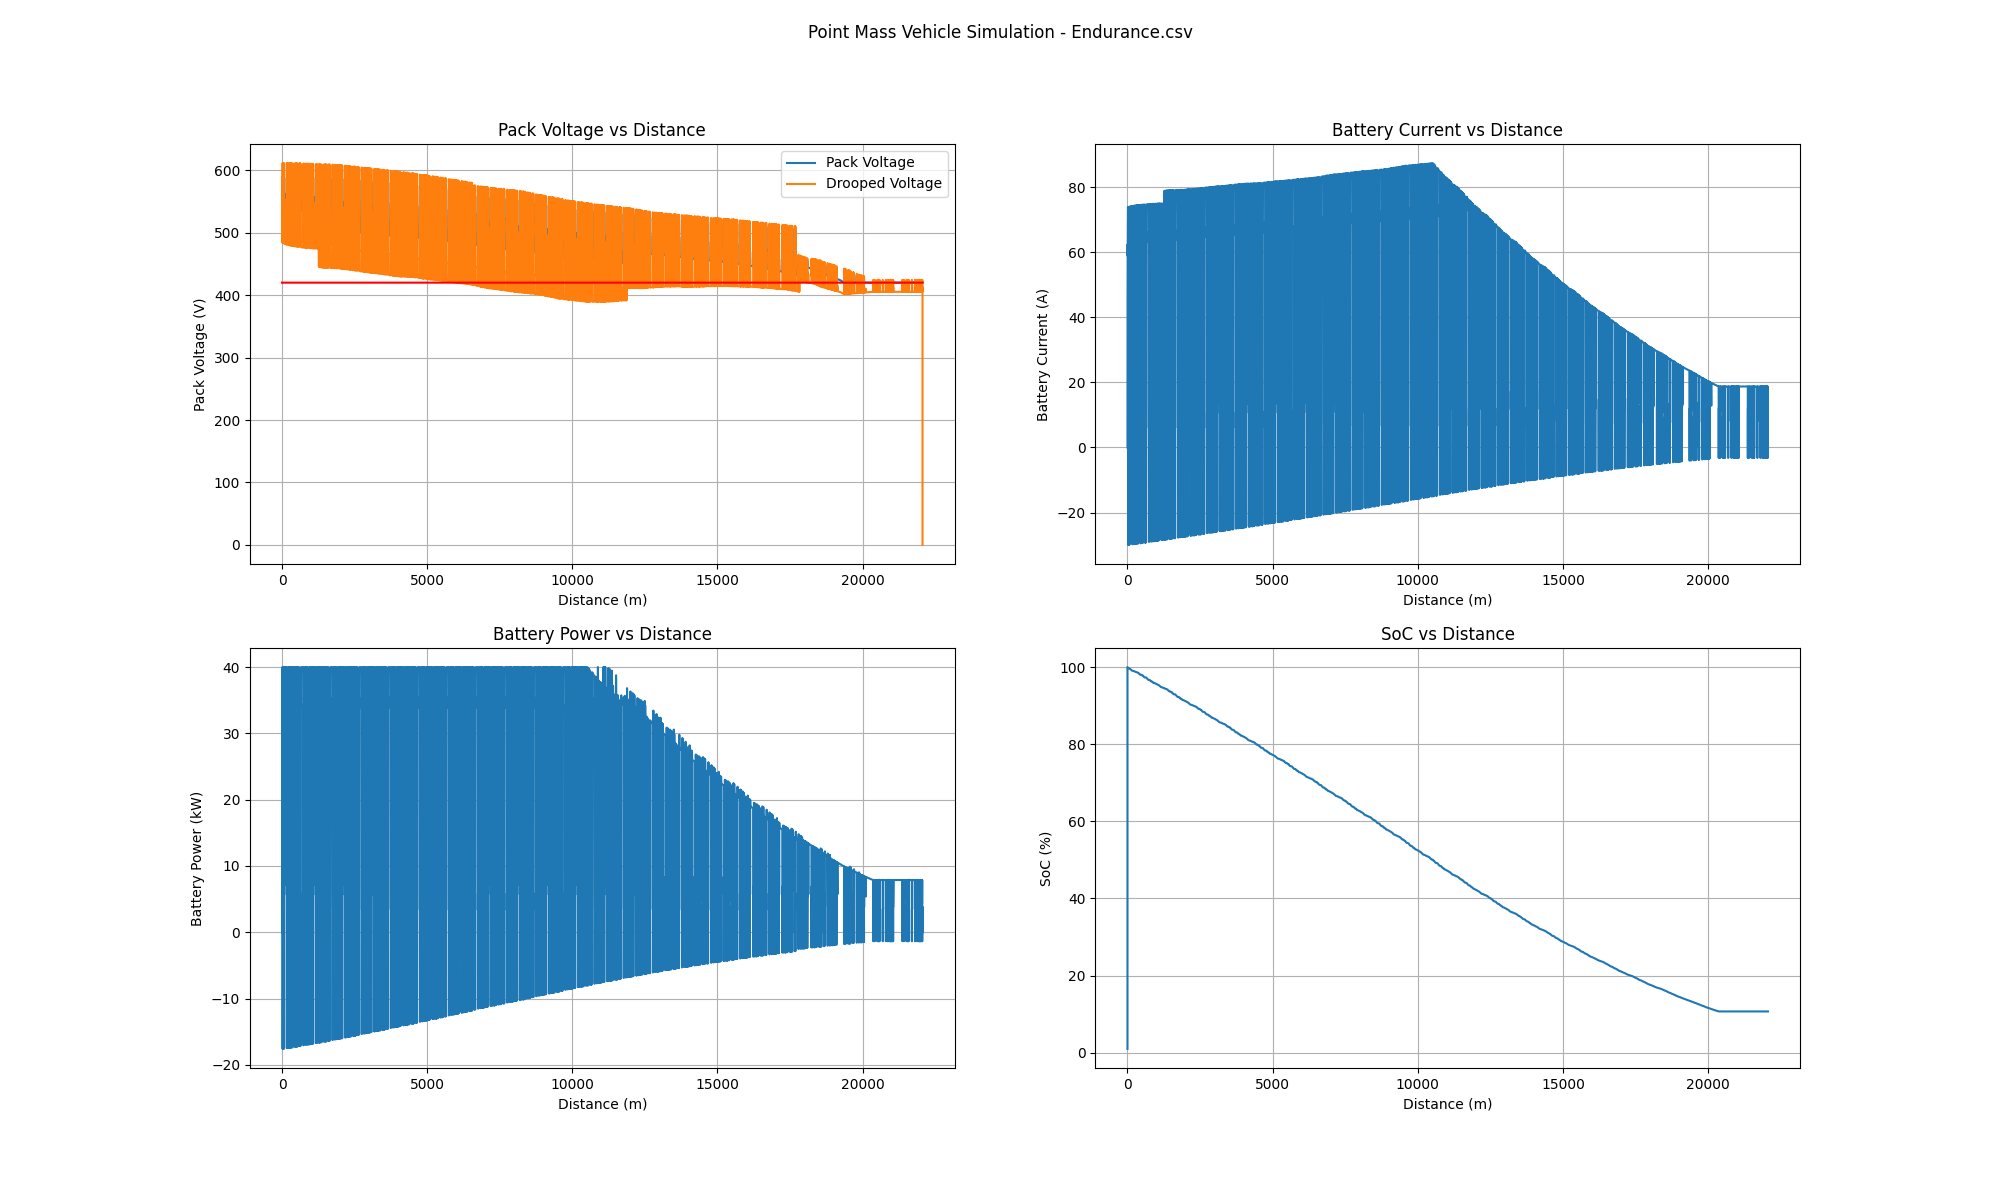 Point Mass Vehicle Simulation - Endurance.csv
Pack Voltage vs Distance
Pack Voltage (V)
600
500
400
300
200
100
0
Pack Voltage
Drooped Voltage
0 5000 10000 15000 20000
Distance (m)
Battery Current vs Distance
Battery Current (A)
80
60
40
20
0
−20
0 5000 10000 15000 20000
Distance (m)
Battery Power vs Distance
Battery Power (kW)
40
30
20
10
0
−10
−20
0 5000 10000 15000 20000
Distance (m)
SoC vs Distance
SoC (%)
100
80
60
40
20
0
0 5000 10000 15000 20000
Distance (m)